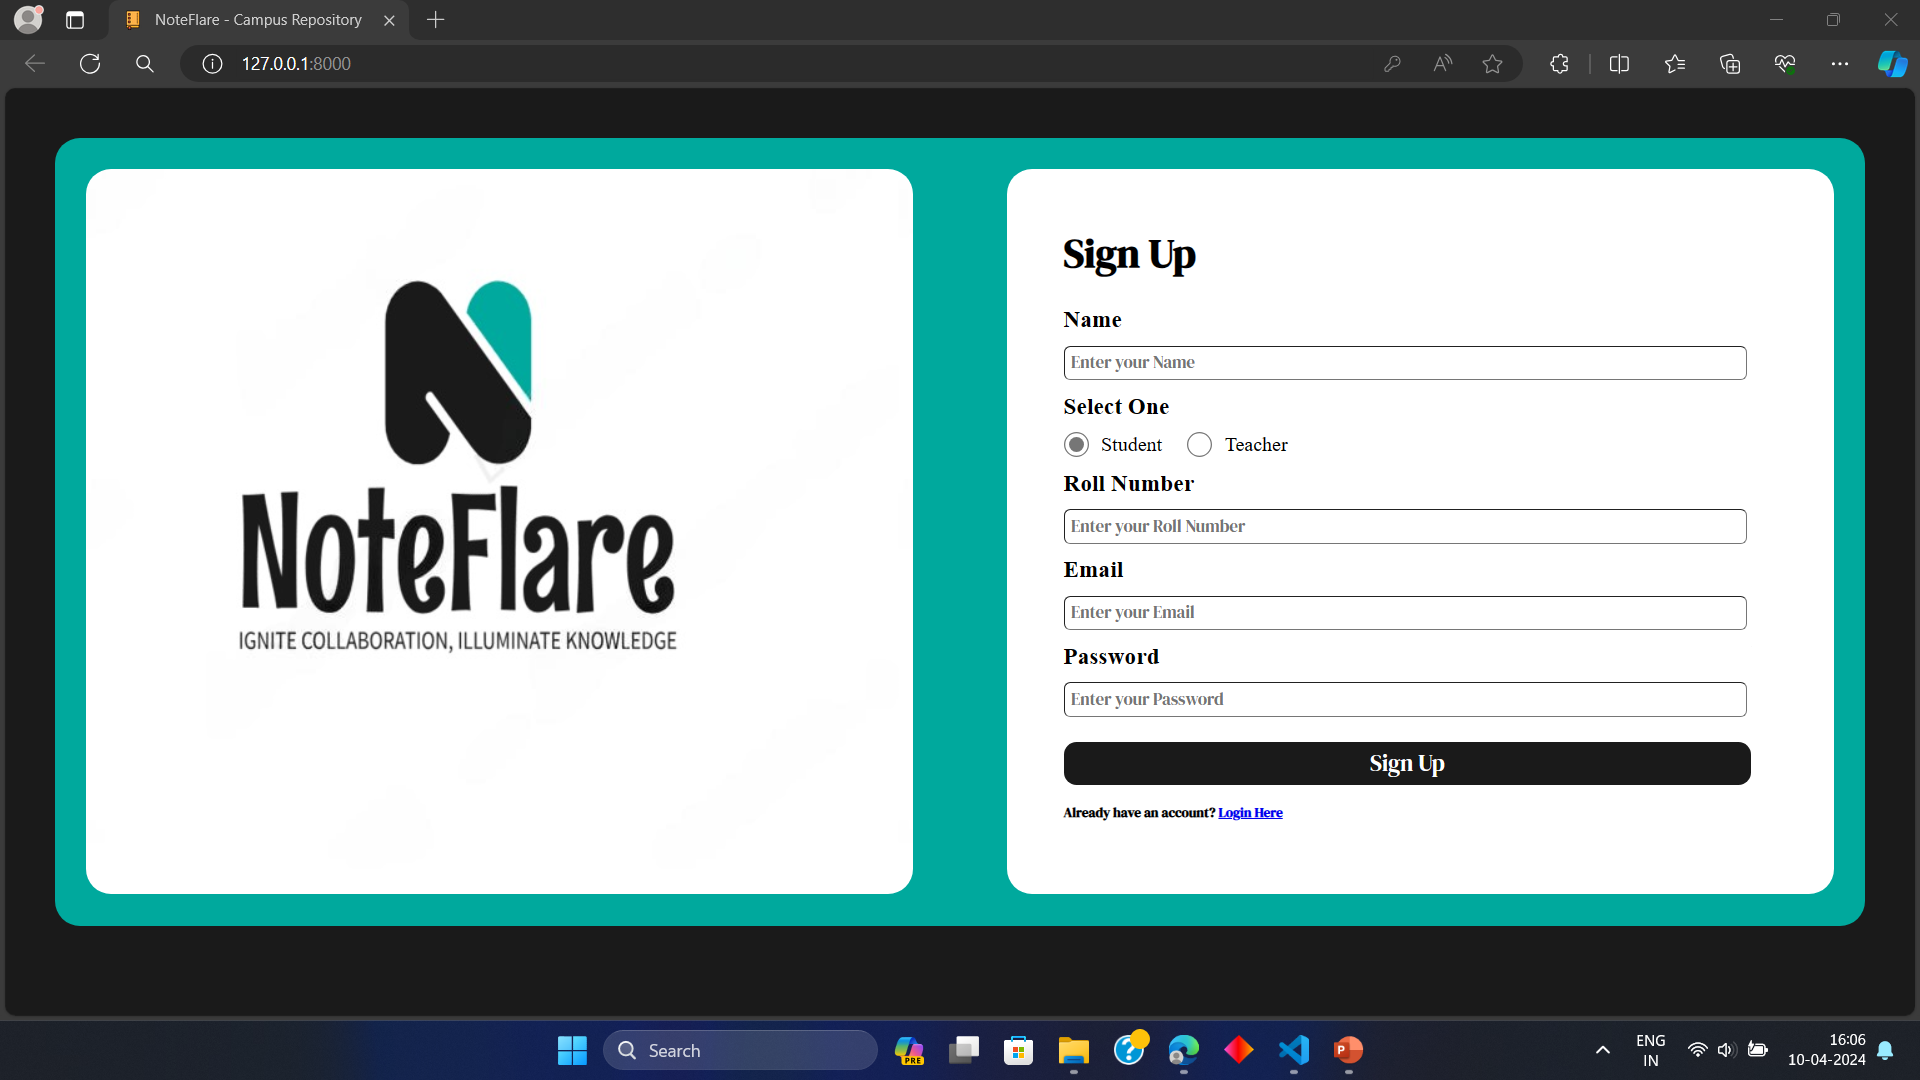 NoteFlare - Campus Repository
127.0.0.1:8000
NoteFlare
IGNITE COLLABORATION, ILLUMINATE KNOWLEDGE
Sign Up
Name
Enter your Name
Select One
Student Teacher
Roll Number
Enter your Roll Number
Email
Enter your Email
Password
Enter your Password
Sign Up
Already have an account? Login Here
Search
PRE
ENG
IN
16:06
10-04-2024